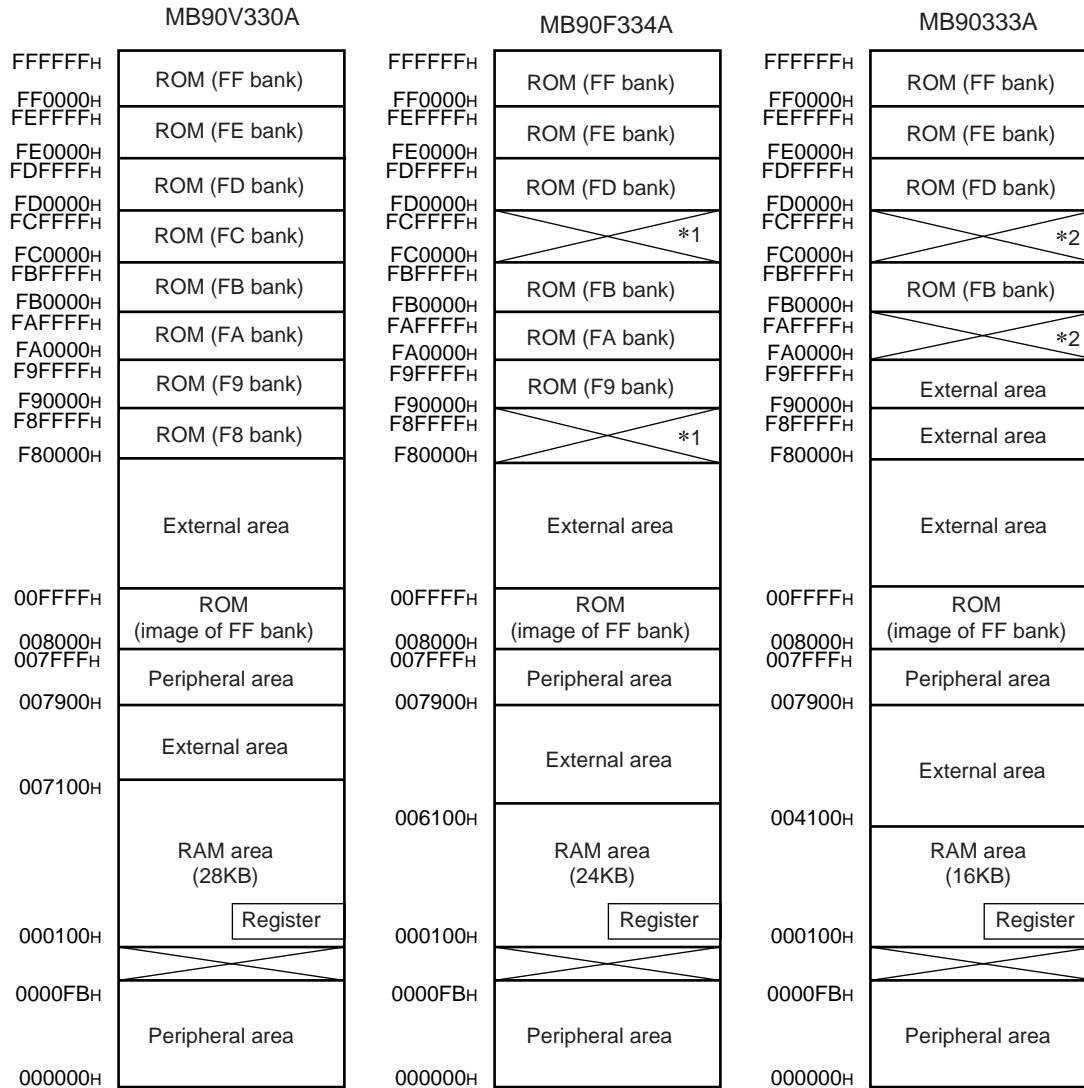 MB90V330A
FFFFFFH
ROM (FF bank)
FF0000H
FEFFFFH
ROM (FE bank)
FE0000H
FDFFFFH
ROM (FD bank)
FD0000H
FCFFFFH
ROM (FC bank)
FC0000H
FBFFFFH
ROM (FB bank)
FB0000H
FAFFFFH
ROM (FA bank)
FA0000H
F9FFFFH
ROM (F9 bank)
F90000H
F8FFFFH
ROM (F8 bank)
F80000H
External area
00FFFFH
ROM
(image of FF bank)
008000H
007FFFH
Peripheral area
007900H
External area
007100H
RAM area
(28KB)
Register
000100H
0000FBH
Peripheral area
000000H
MB90F334A
FFFFFFH
ROM (FF bank)
FF0000H
FEFFFFH
ROM (FE bank)
FE0000H
FDFFFFH
ROM (FD bank)
FD0000H
FCFFFFH
*1
FC0000H
FBFFFFH
ROM (FB bank)
FB0000H
FAFFFFH
ROM (FA bank)
FA0000H
F9FFFFH
ROM (F9 bank)
F90000H
F8FFFFH
*1
F80000H
External area
00FFFFH
ROM
(image of FF bank)
008000H
007FFFH
Peripheral area
007900H
External area
006100H
RAM area
(24KB)
Register
000100H
0000FBH
Peripheral area
000000H
MB90333A
FFFFFFH
ROM (FF bank)
FF0000H
FEFFFFH
ROM (FE bank)
FE0000H
FDFFFFH
ROM (FD bank)
FD0000H
FCFFFFH
*2
FC0000H
FBFFFFH
ROM (FB bank)
FB0000H
FAFFFFH
*2
FA0000H
F9FFFFH
External area
F90000H
F8FFFFH
External area
F80000H
External area
00FFFFH
ROM
(image of FF bank)
008000H
007FFFH
Peripheral area
007900H
External area
004100H
RAM area
(16KB)
Register
000100H
0000FBH
Peripheral area
000000H